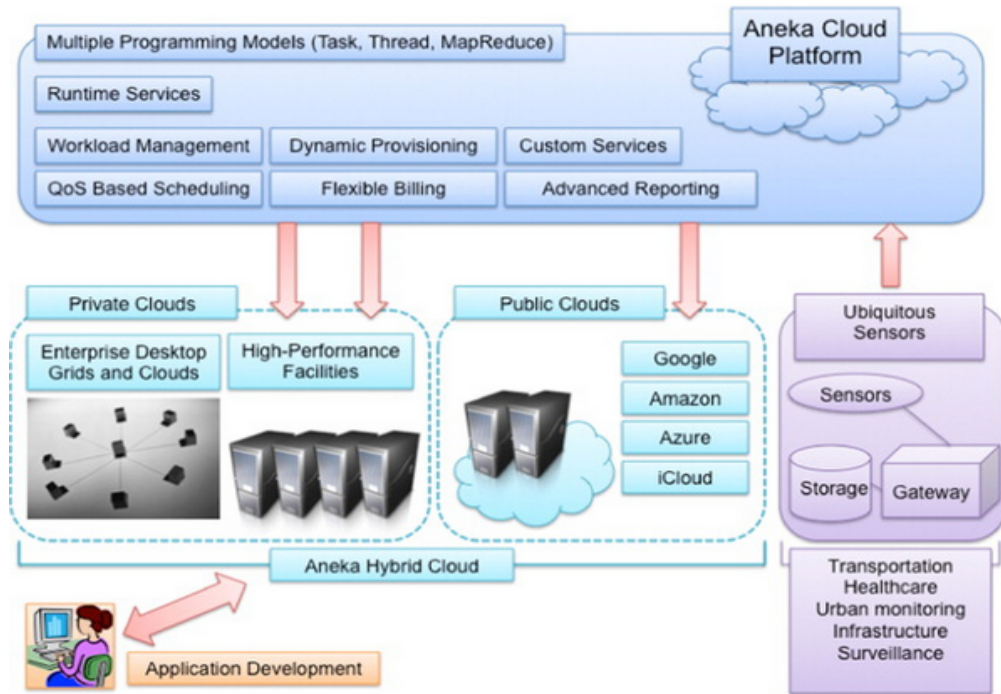 Multiple Programming Models (Task, Thread, MapReduce)
Aneka Cloud
Platform
Runtime Services
Workload Management
Dynamic Provisioning
Custom Services
QoS Based Scheduling
Flexible Billing
Advanced Reporting
Private Clouds
Enterprise Desktop
Grids and Clouds
High-Performance
Facilities
Public Clouds
Google
Amazon
Azure
iCloud
Ubiquitous
Sensors
Sensors
Storage
Gateway
Aneka Hybrid Cloud
Transportation
Healthcare
Urban monitoring
Infrastructure
Surveillance
Application Development